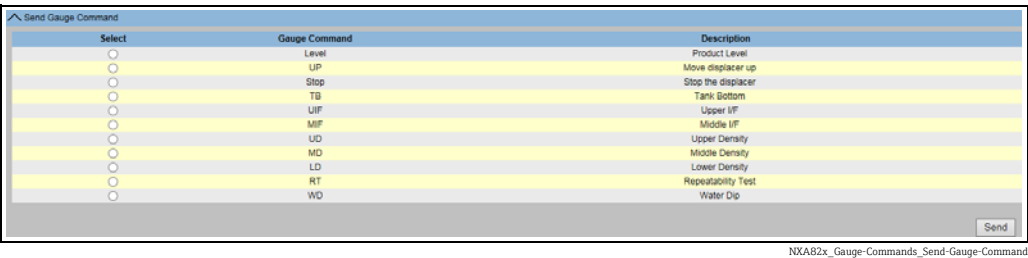 Send Gauge Command
Select Gauge Command Description
Level Product Level
UP Move displacer up
Stop Stop the displacer
TB Tank Bottom
UIF Upper I/F
MIF Middle I/F
UD Upper Density
MD Middle Density
LD Lower Density
RT Repeatability Test
WD Water Dip
Send
NXA82x_Gauge-Commands_Send-Gauge-Command